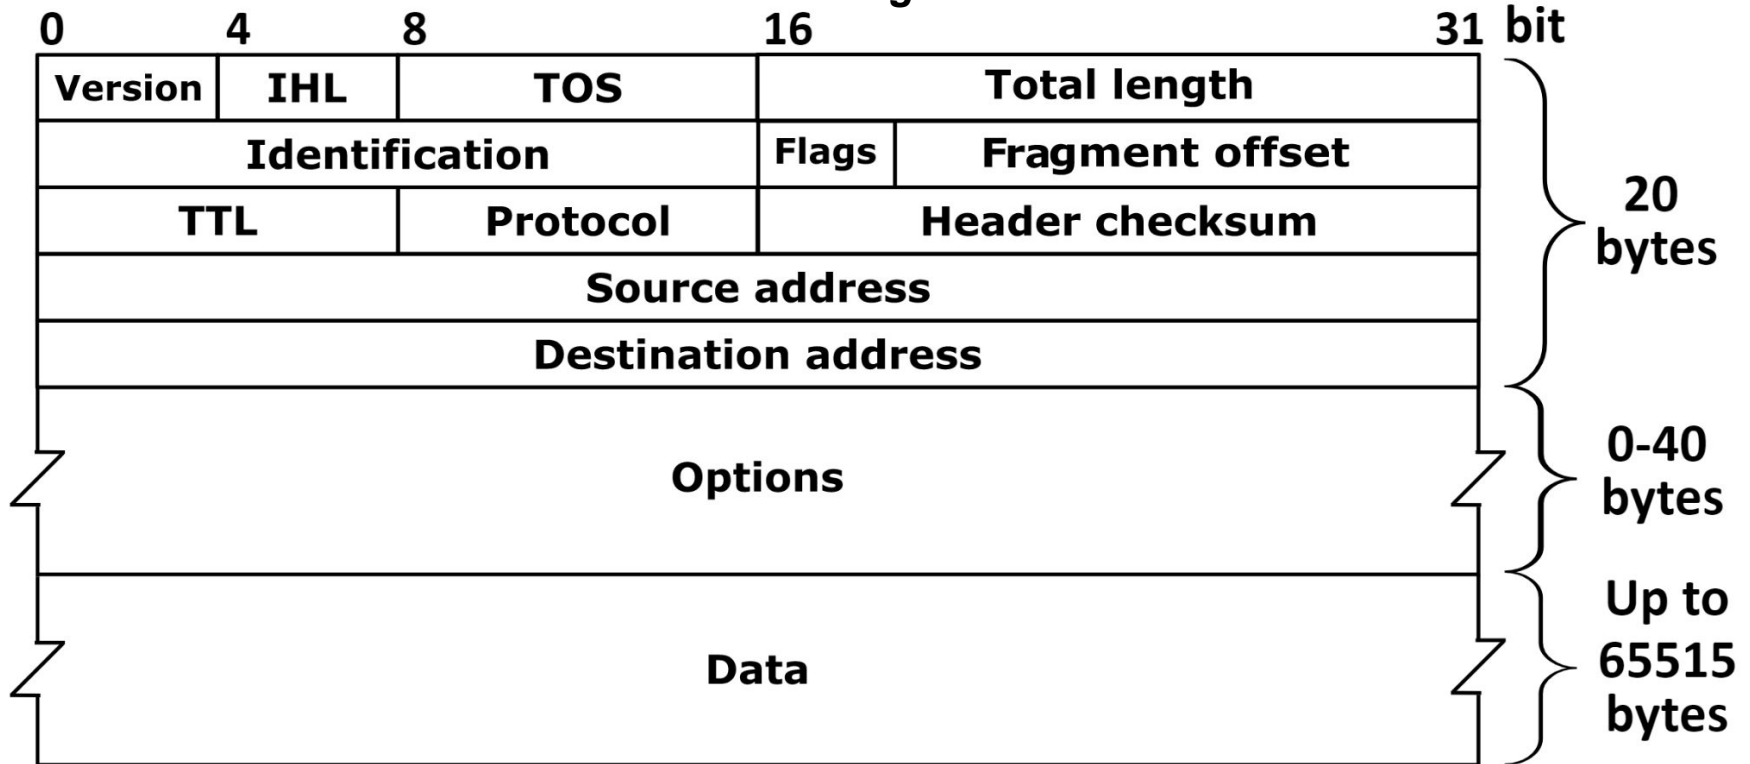 0 4 8 16 31 bit
Version IHL TOS Total length
Identification Flags Fragment offset
TTL Protocol Header checksum
Source address
Destination address
20
bytes
Options
0-40
bytes
Data
Up to
65515
bytes